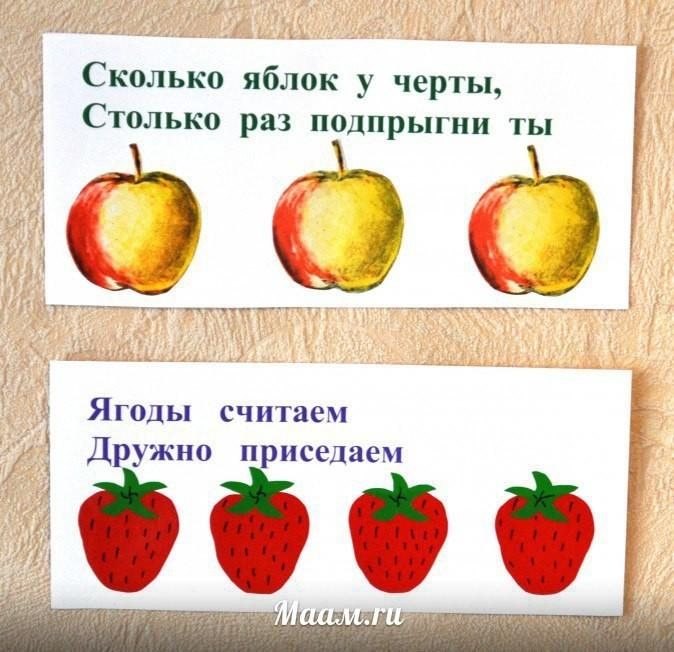 Сколько яблок у черты,
Столько раз подпрыгни ты
Ягоды считаем
Дружно приседаем
Маам.ru